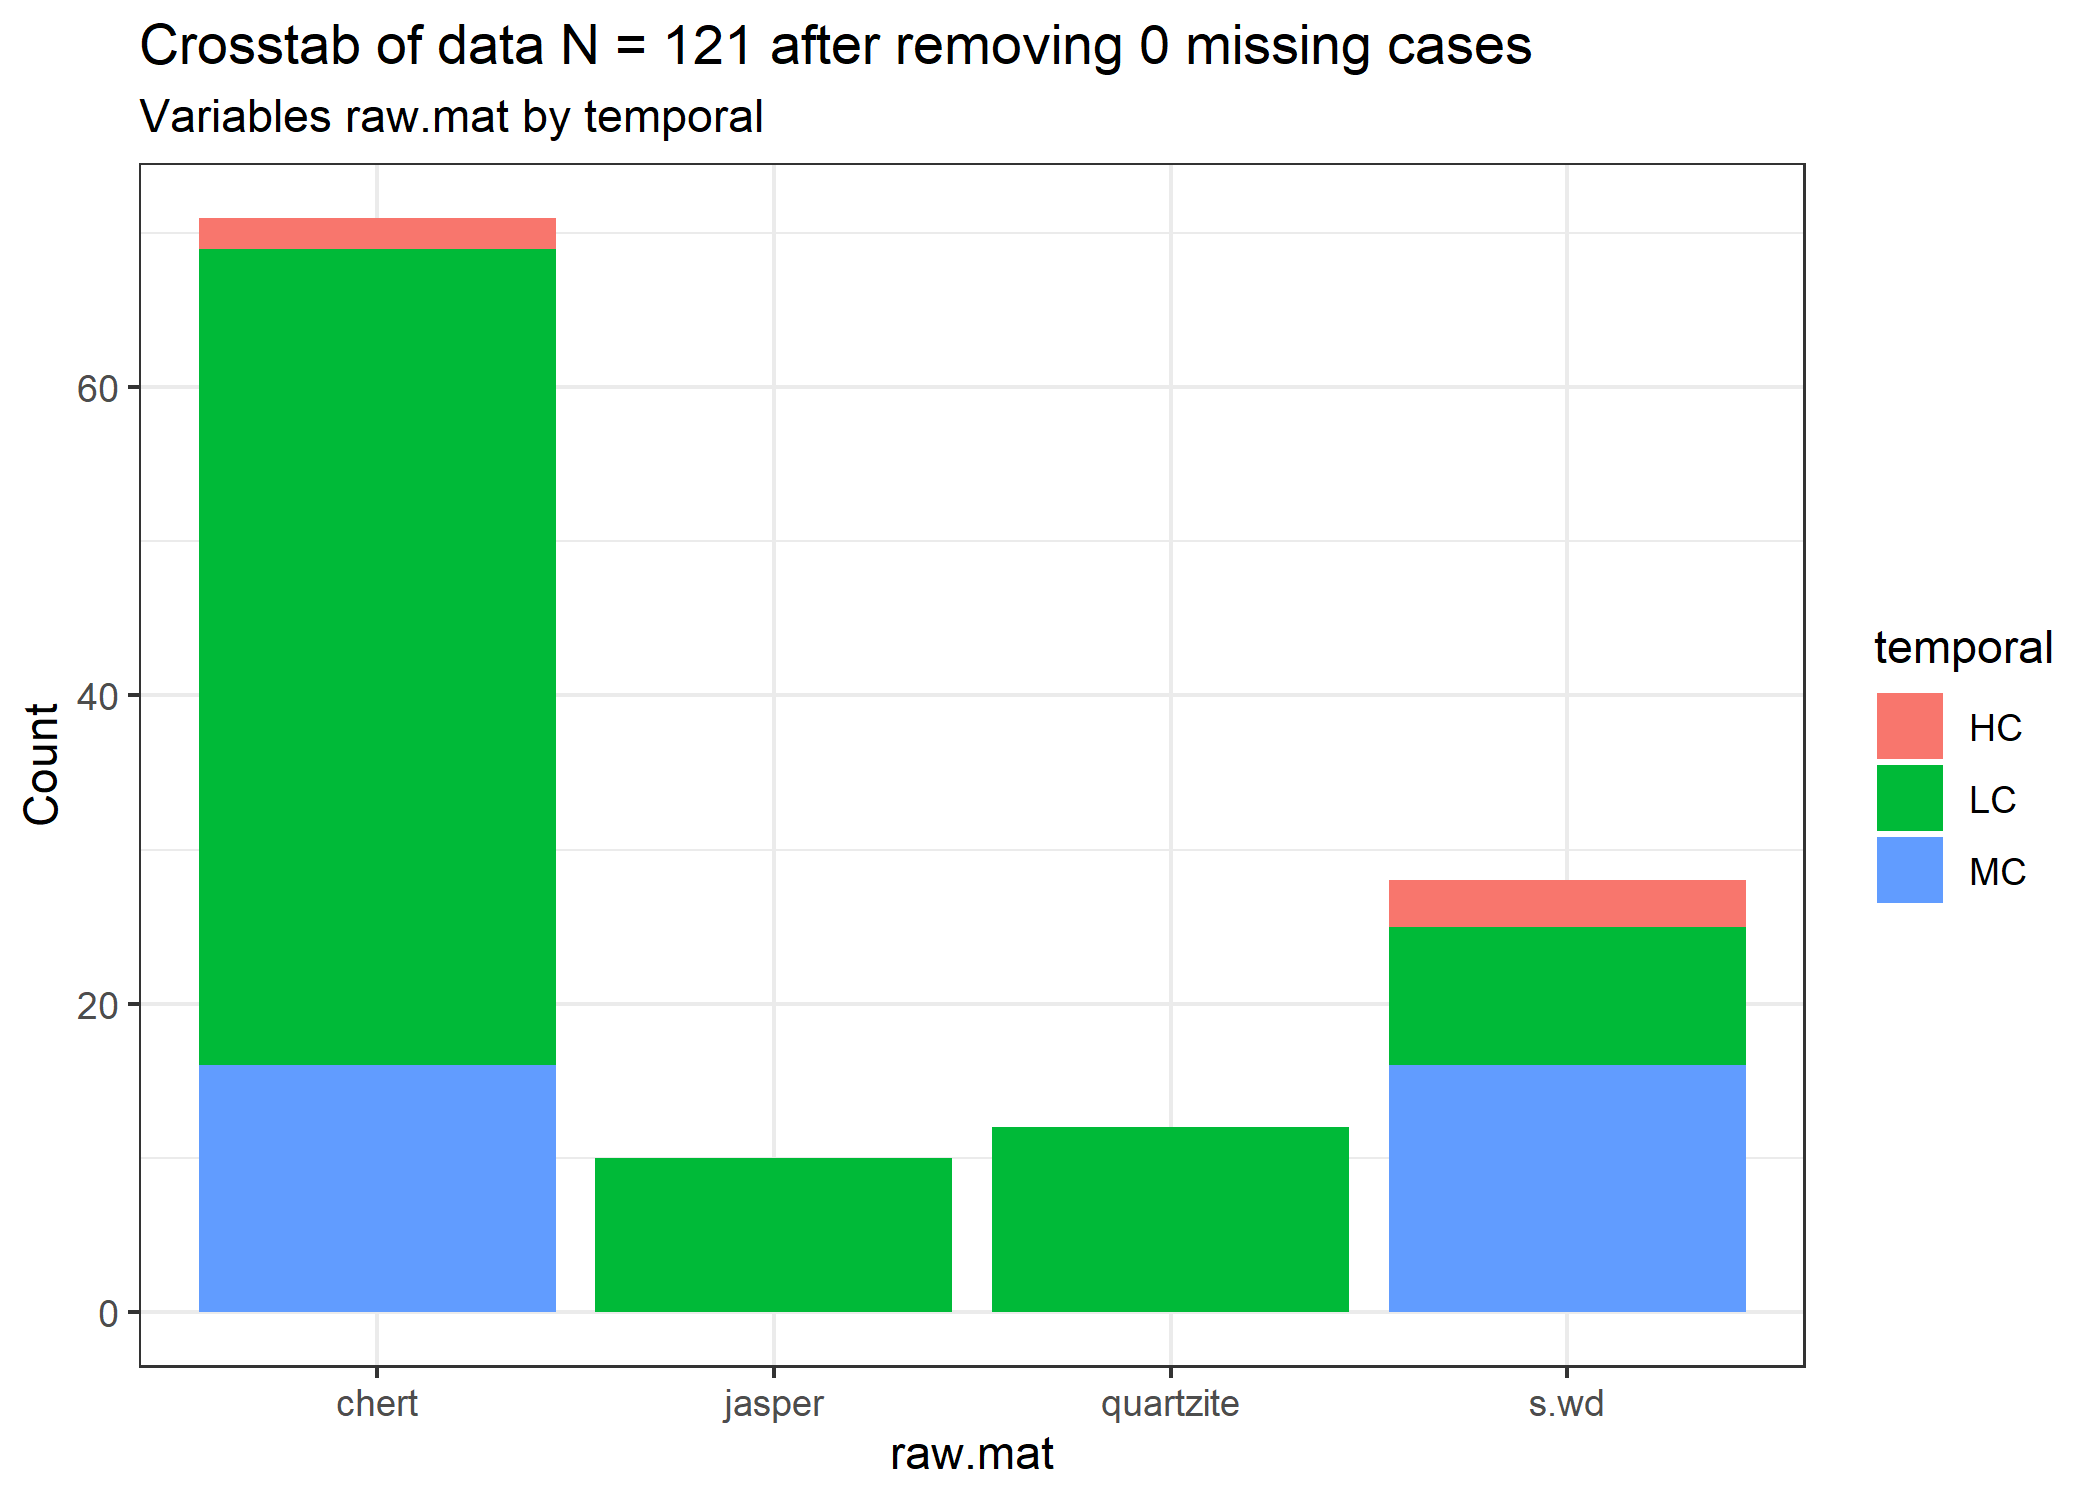 Crosstab of data N = 121 after removing 0 missing cases
Variables raw.mat by temporal
Count
60
40
20
0
chert
jasper
quartzite
s.wd
raw.mat
temporal
HC
LC
MC